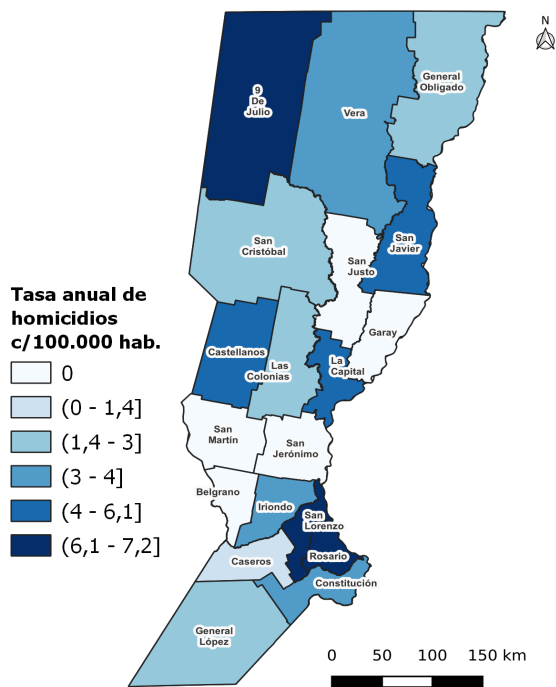 N
General
Obligado
9
De
Julio
Vera
San
Javier
San
Cristóbal
San
Justo
Garay
Castellanos
Las
Colonias
La
Capital
San
Martín
San
Jerónimo
Belgrano
Iriondo
San
Lorenzo
Rosario
Caseros
Constitución
General
López
Tasa anual de
homicidios
c/100.000 hab.
0
(0 - 1,4]
(1,4 - 3]
(3 - 4]
(4 - 6,1]
(6,1 - 7,2]
0 50 100 150 km